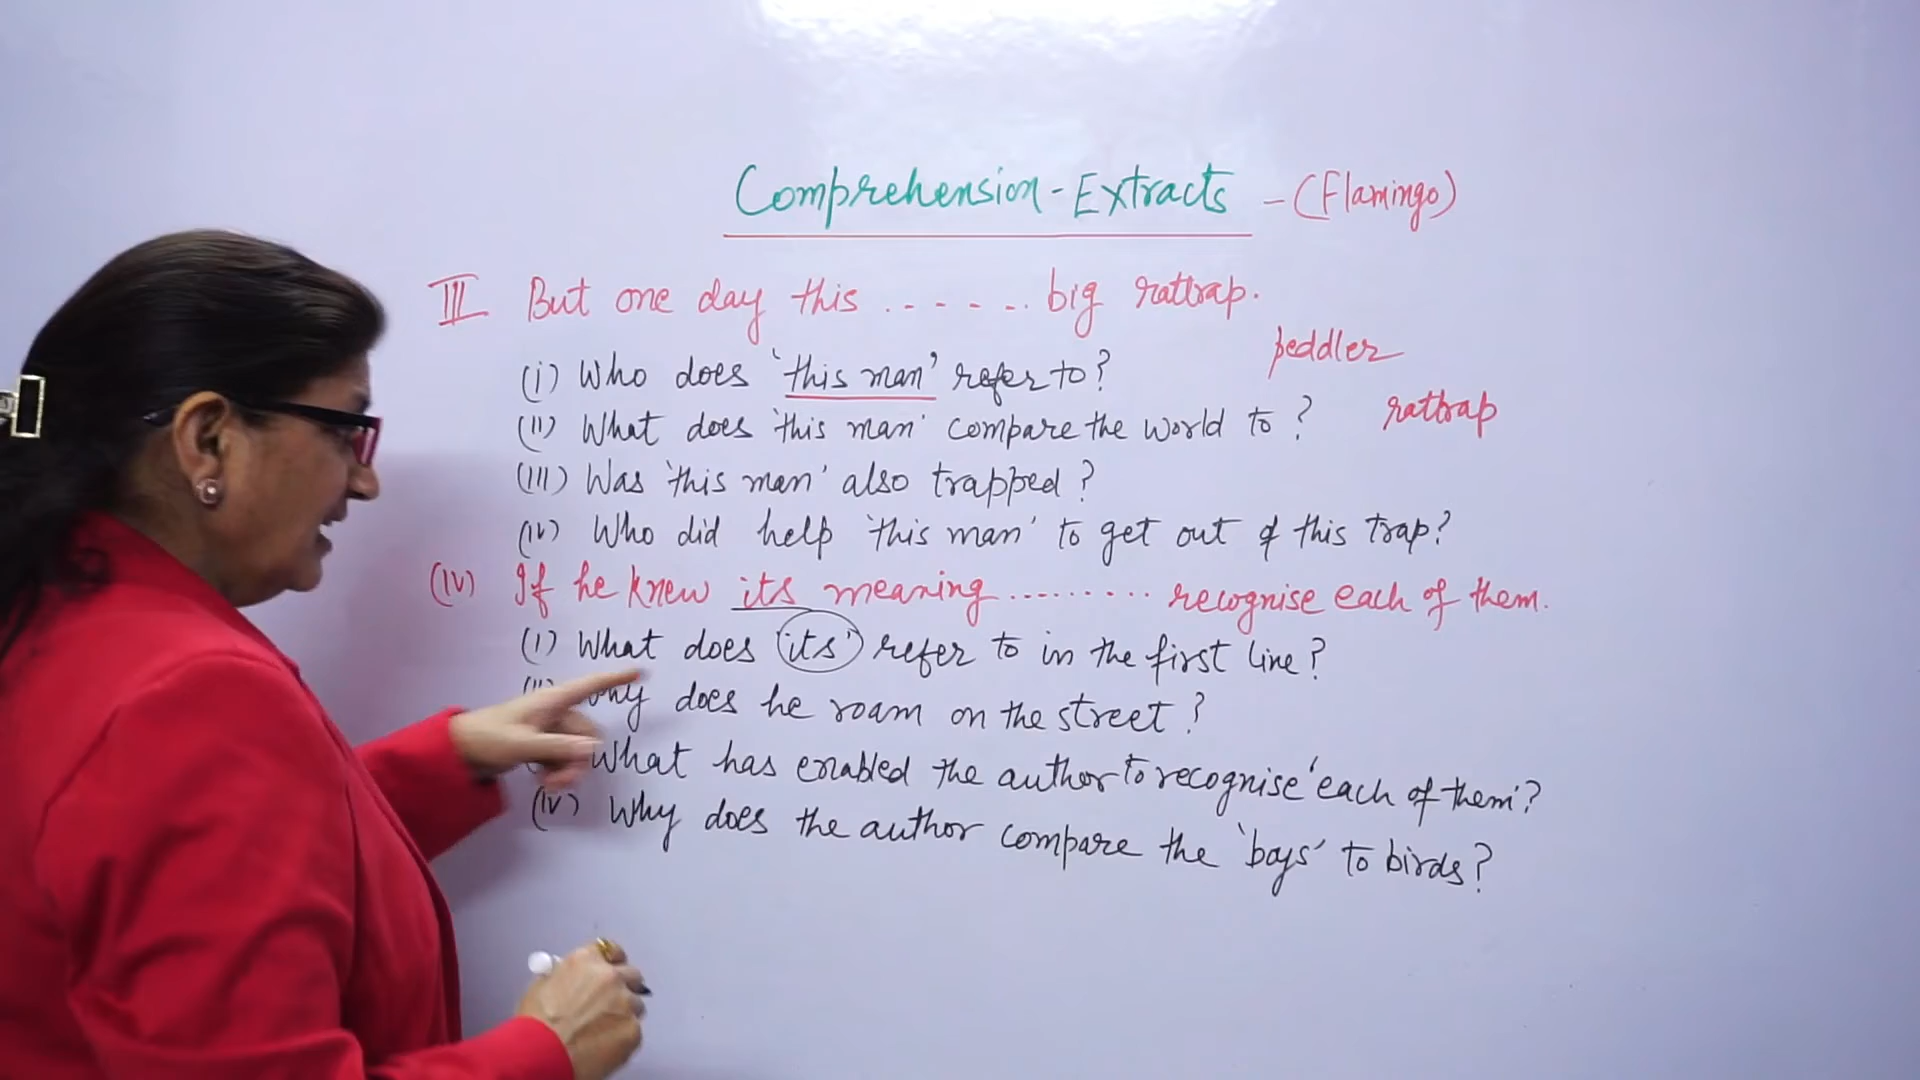 Comprehension - Extracts - (Flamingo)
III But one day this ...... big rattrap.
(i) Who does 'this man' refer to? peddler
(ii) What does 'this man' compare the world to? rattrap
(iii) Was 'this man' also trapped?
(iv) Who did help 'this man' to get out of this trap?
(iv) If he knew its meaning ......... recognise each of them.
(i) What does 'its' refer to in the first line?
(ii) Why does he roam on the street?
What has enabled the author to recognise 'each of them'?
(iv) Why does the author compare the 'boys' to birds?